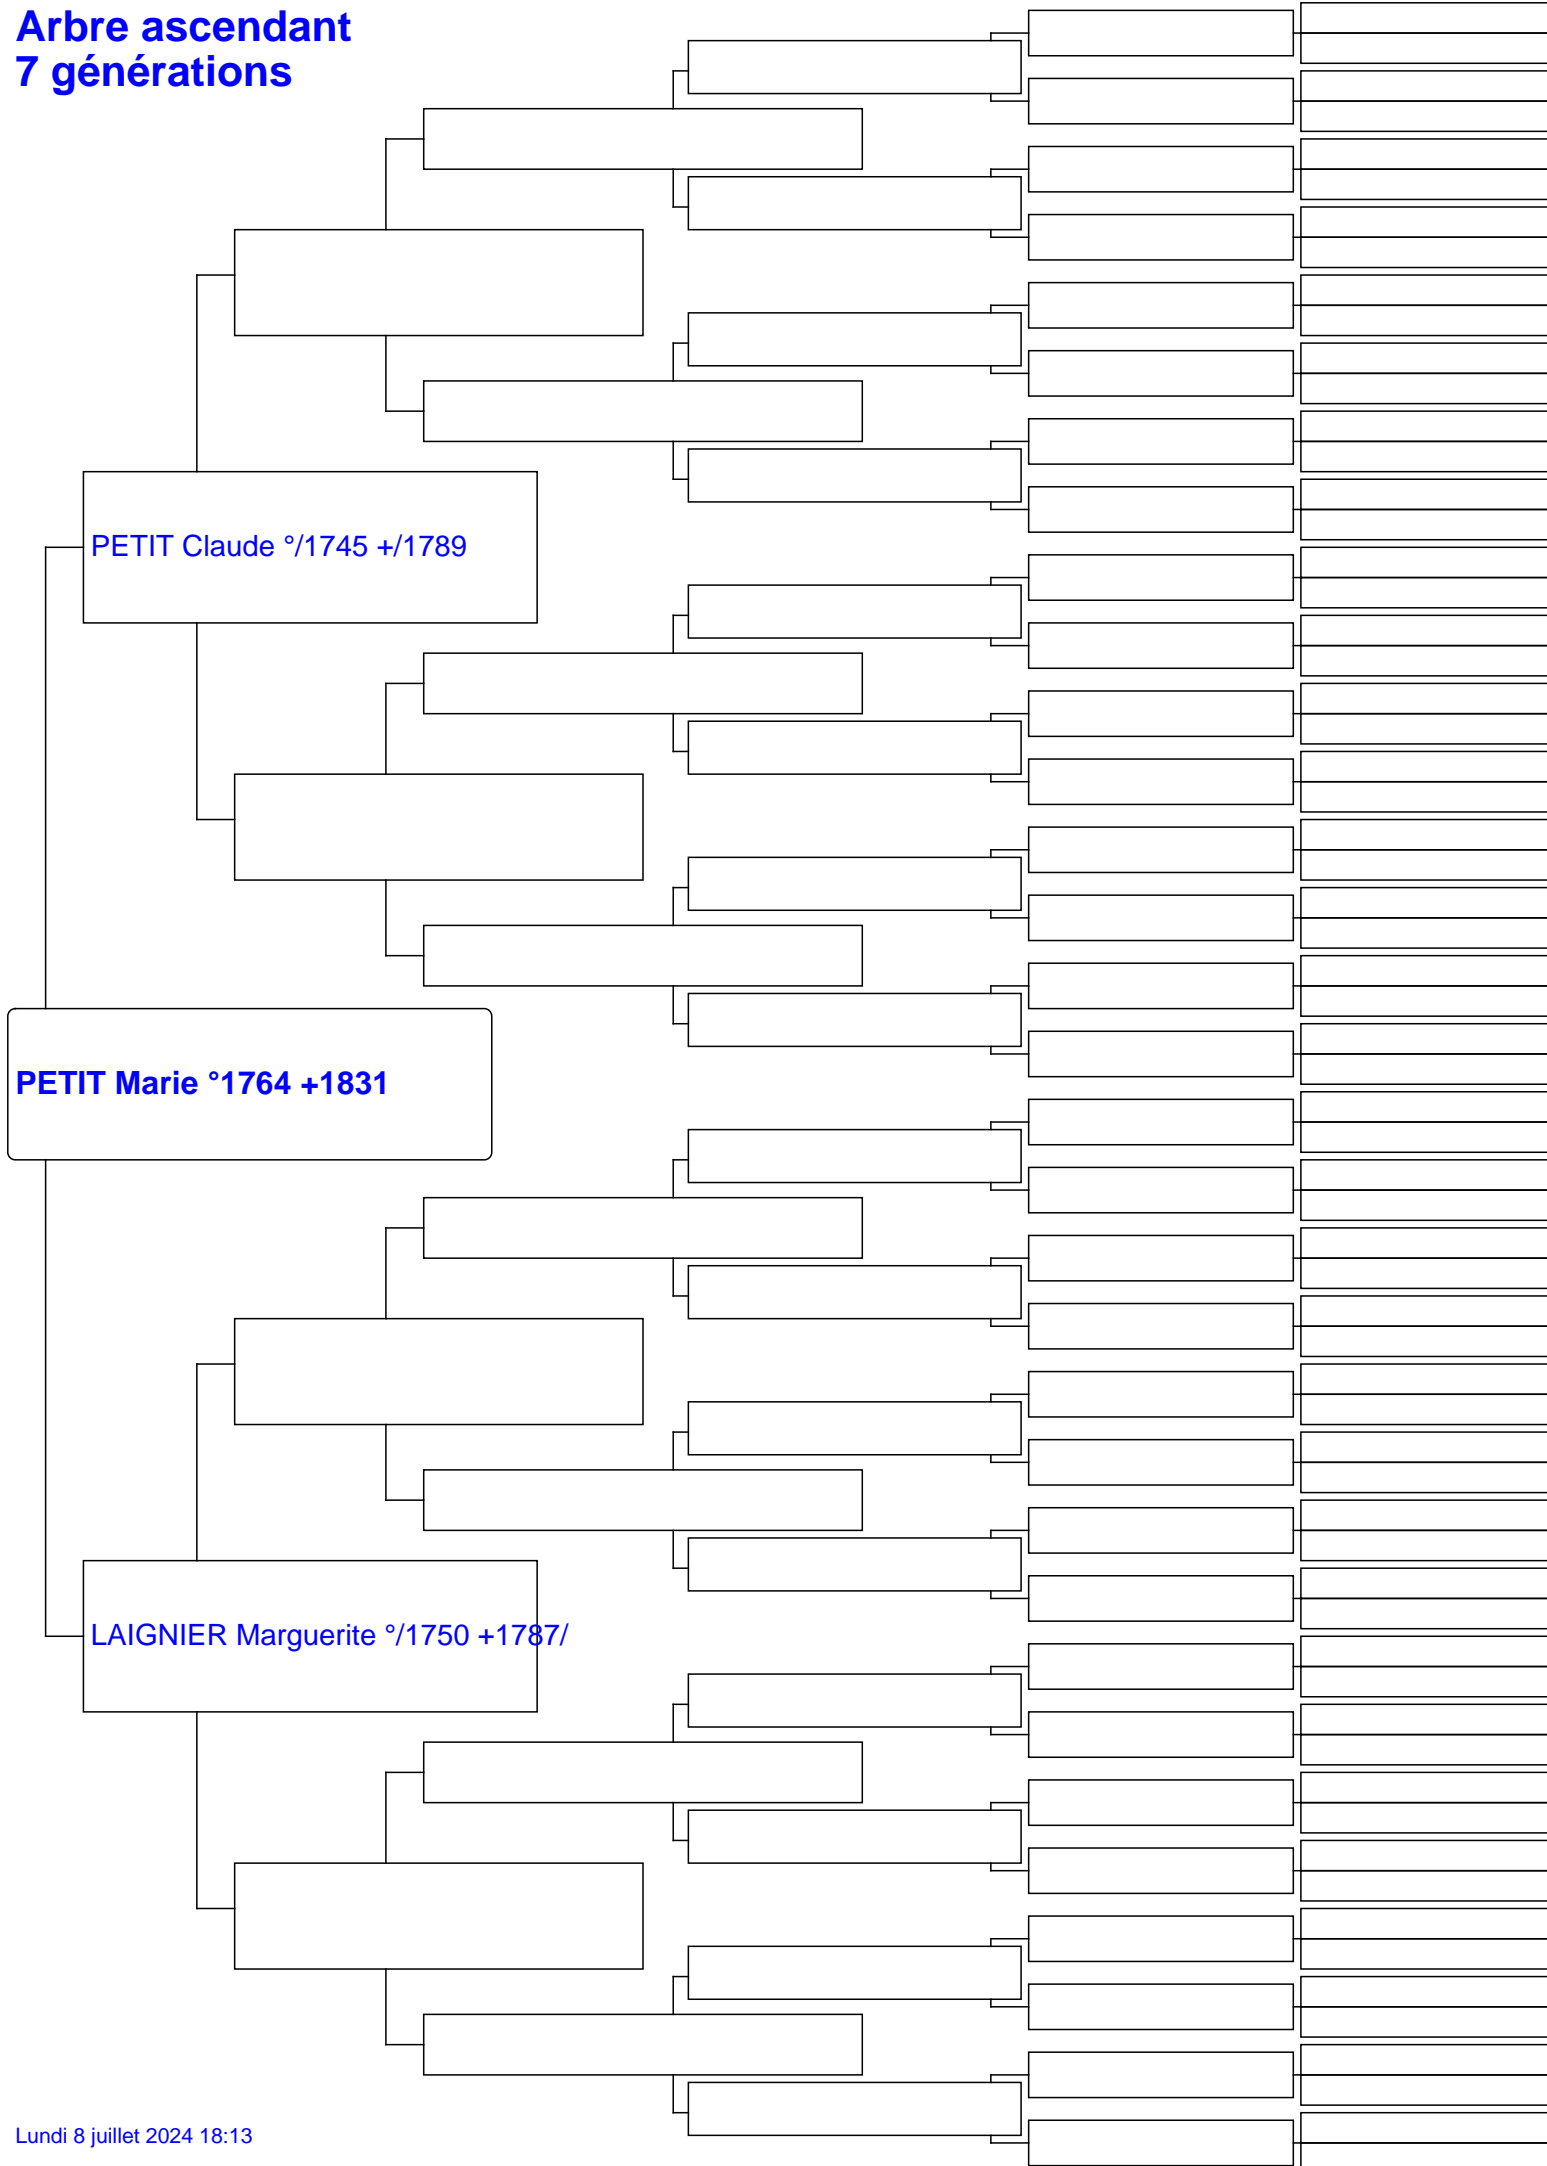 Arbre ascendant
7 générations
PETIT Claude °/1745 +/1789
PETIT Marie °1764 +1831
LAIGNIER Marguerite °/1750 +1787/
Lundi 8 juillet 2024 18:13